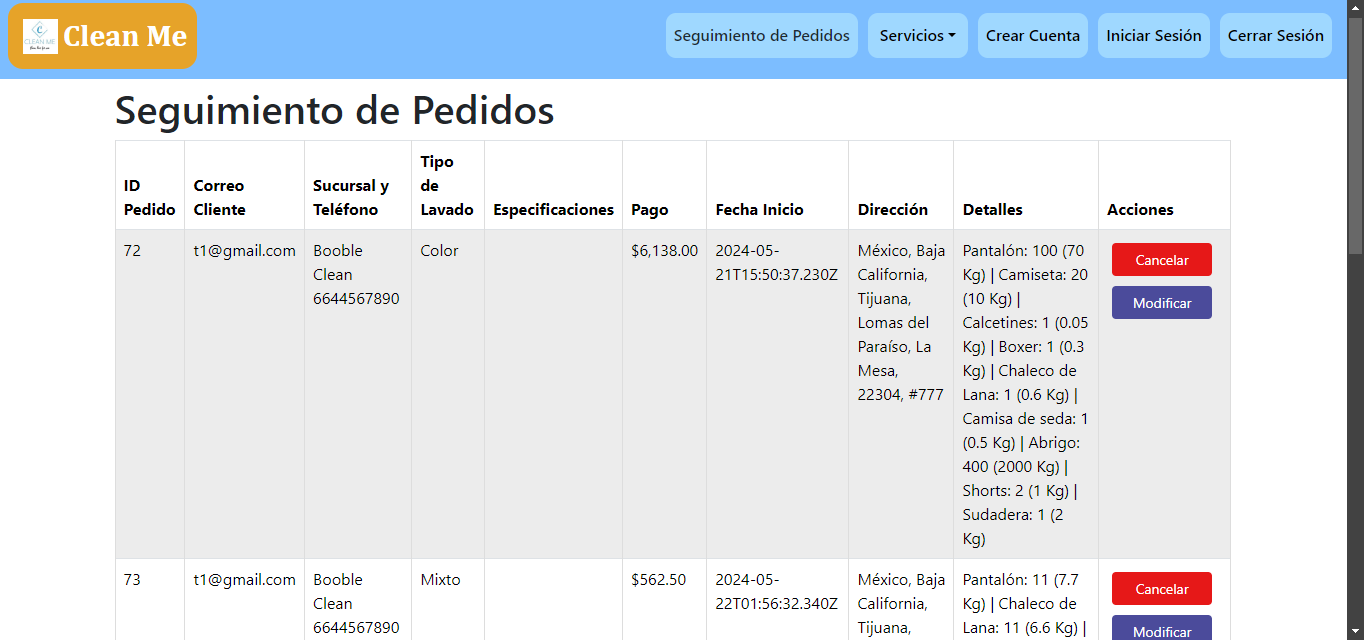 CLEAN ME
Clean Me
Seguimiento de Pedidos
Servicios
Crear Cuenta
Iniciar Sesión
Cerrar Sesión
Seguimiento de Pedidos
ID
Pedido
Correo
Cliente
Sucursal y
Teléfono
Tipo
de
Lavado
Especificaciones
Pago
Fecha Inicio
Dirección
Detalles
Acciones
72
t1@gmail.com
Booble
Clean
6644567890
Color
$6,138.00
2024-05-
21T15:50:37.230Z
México, Baja
California,
Tijuana,
Lomas del
Paraíso, La
Mesa,
22304, #777
Pantalón: 100 (70
Kg) | Camiseta: 20
(10 Kg) |
Calcetines: 1 (0.05
Kg) | Boxer: 1 (0.3
Kg) | Chaleco de
Lana: 1 (0.6 Kg) |
Camisa de seda: 1
(0.5 Kg) | Abrigo:
400 (2000 Kg) |
Shorts: 2 (1 Kg) |
Sudadera: 1 (2
Kg)
Cancelar
Modificar
73
t1@gmail.com
Booble
Clean
6644567890
Mixto
$562.50
2024-05-
22T01:56:32.340Z
México, Baja
California,
Tijuana,
Pantalón: 11 (7.7
Kg) | Chaleco de
Lana: 11 (6.6 Kg) |
Cancelar
Modificar